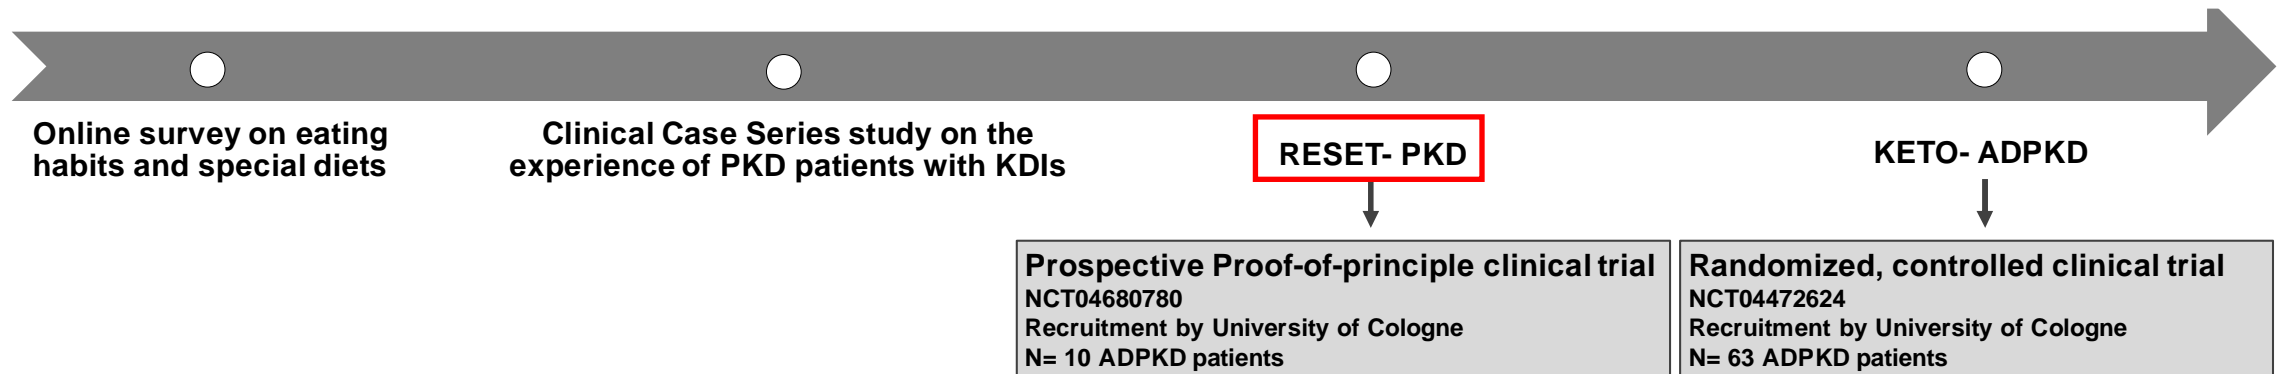 Online survey on eating
habits and special diets
Clinical Case Series study on the
experience of PKD patients with KDIs
RESET- PKD
KETO- ADPKD
Prospective Proof-of-principle clinical trial
NCT04680780
Recruitment by University of Cologne
N= 10 ADPKD patients
Randomized, controlled clinical trial
NCT04472624
Recruitment by University of Cologne
N= 63 ADPKD patients